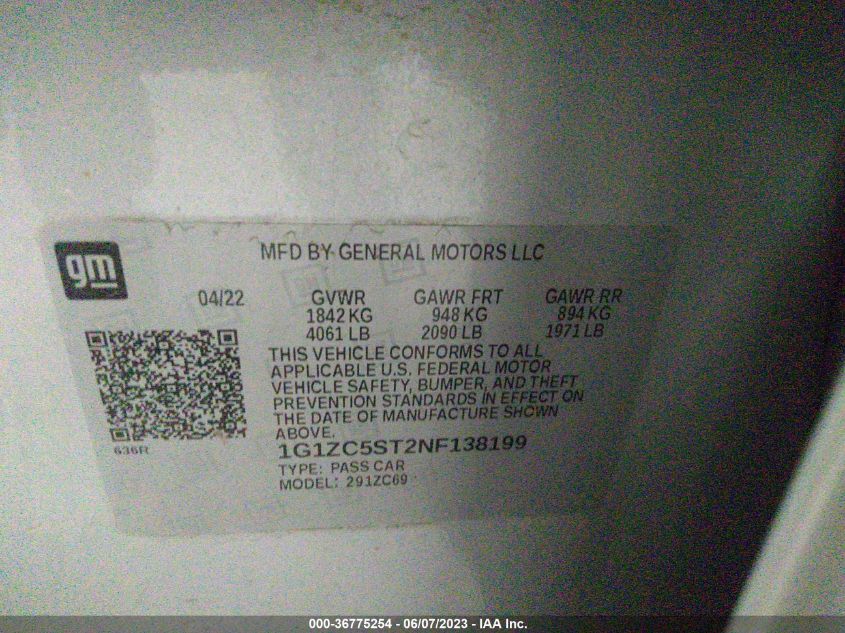 gm
MFD BY GENERAL MOTORS LLC
04/22 GVWR GAWR FRT GAWR RR
1842 KG 948 KG 894 KG
4061 LB 2090 LB 1971 LB
THIS VEHICLE CONFORMS TO ALL
APPLICABLE U.S. FEDERAL MOTOR
VEHICLE SAFETY, BUMPER, AND THEFT
PREVENTION STANDARDS IN EFFECT ON
THE DATE OF MANUFACTURE SHOWN
ABOVE.
636R
1G1ZC5ST2NF138199
TYPE: PASS CAR
MODEL: 291ZC69
000-36775254 - 06/07/2023 - IAA Inc.